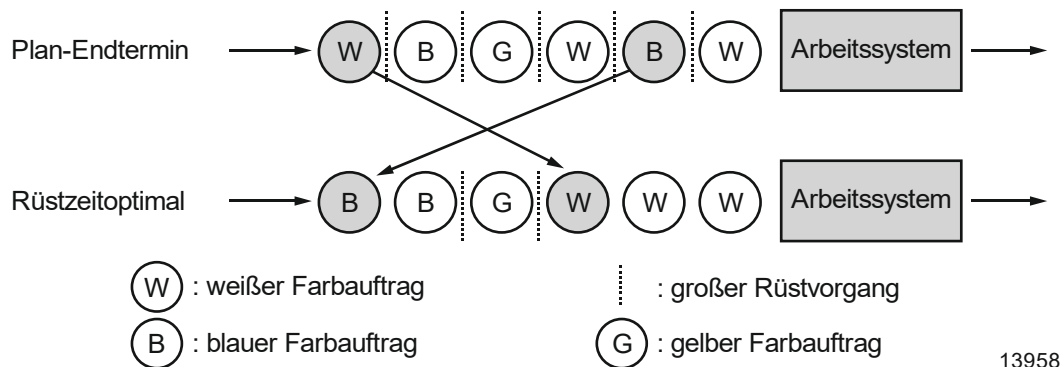 Plan-Endtermin W B G W B W Arbeitssystem
Rüstzeitoptimal B B G W W W Arbeitssystem
W : weißer Farbauftrag : großer Rüstvorgang
B : blauer Farbauftrag G : gelber Farbauftrag
13958